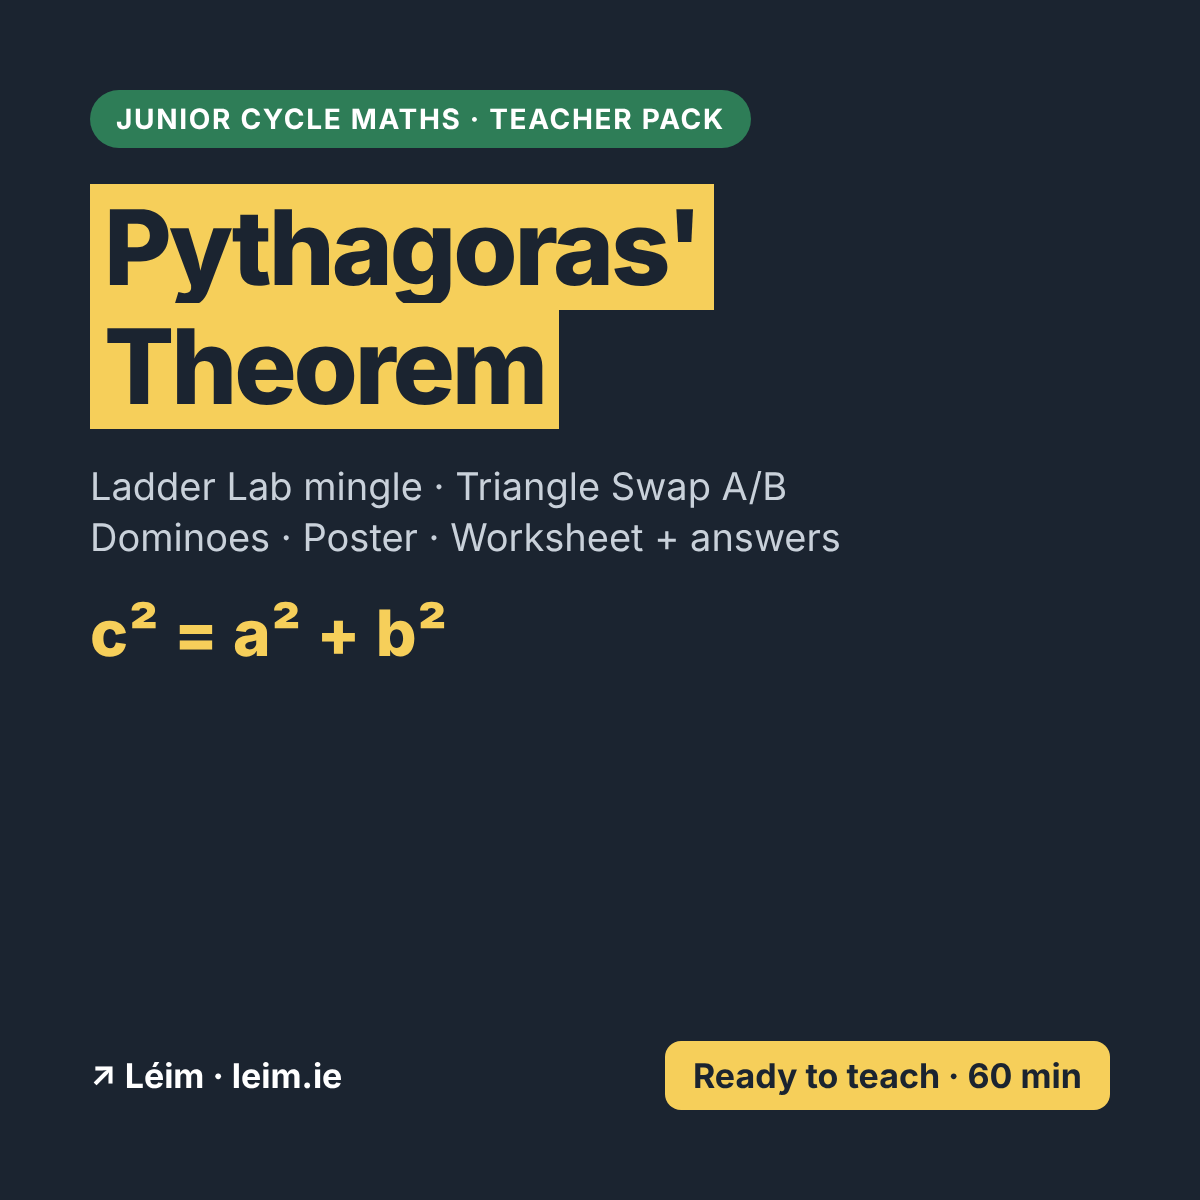 JUNIOR CYCLE MATHS · TEACHER PACK
Pythagoras'
Theorem
Ladder Lab mingle · Triangle Swap A/B
Dominoes · Poster · Worksheet + answers
c² = a² + b²
↗ Léim · leim.ie
Ready to teach · 60 min